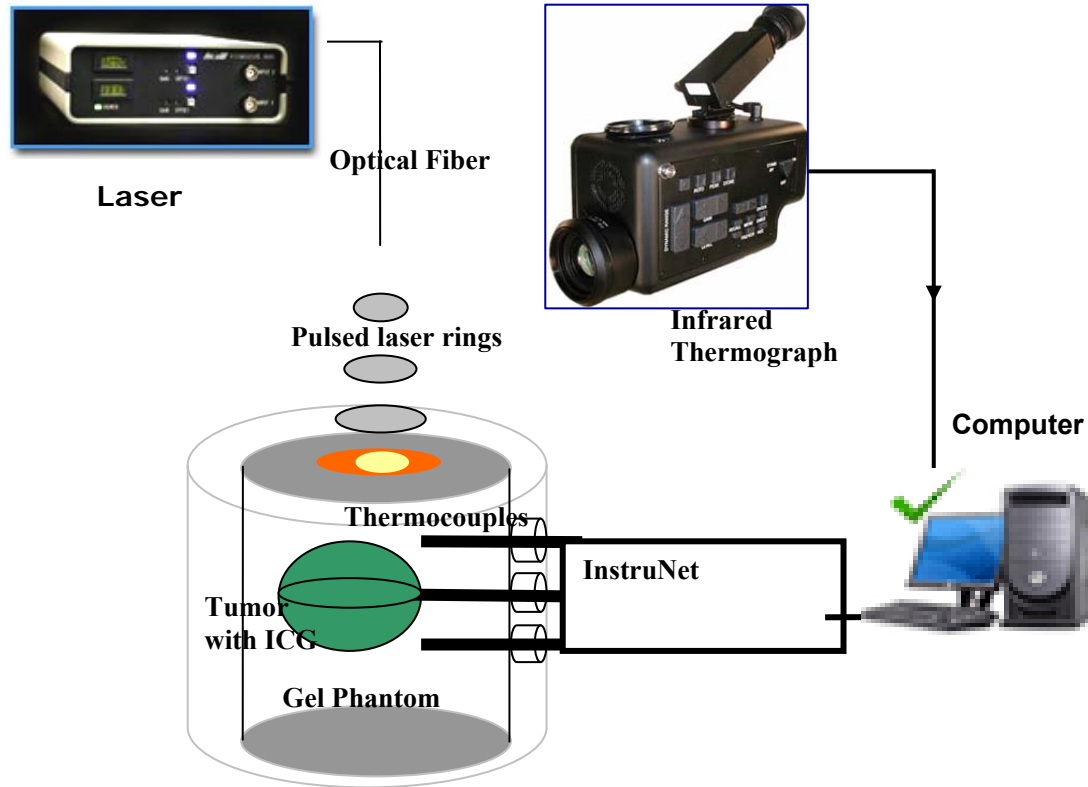 Optical Fiber
Laser
Pulsed laser rings
Infrared
Thermograph
Computer
Thermocouples
InstruNet
Tumor
with ICG
Gel Phantom